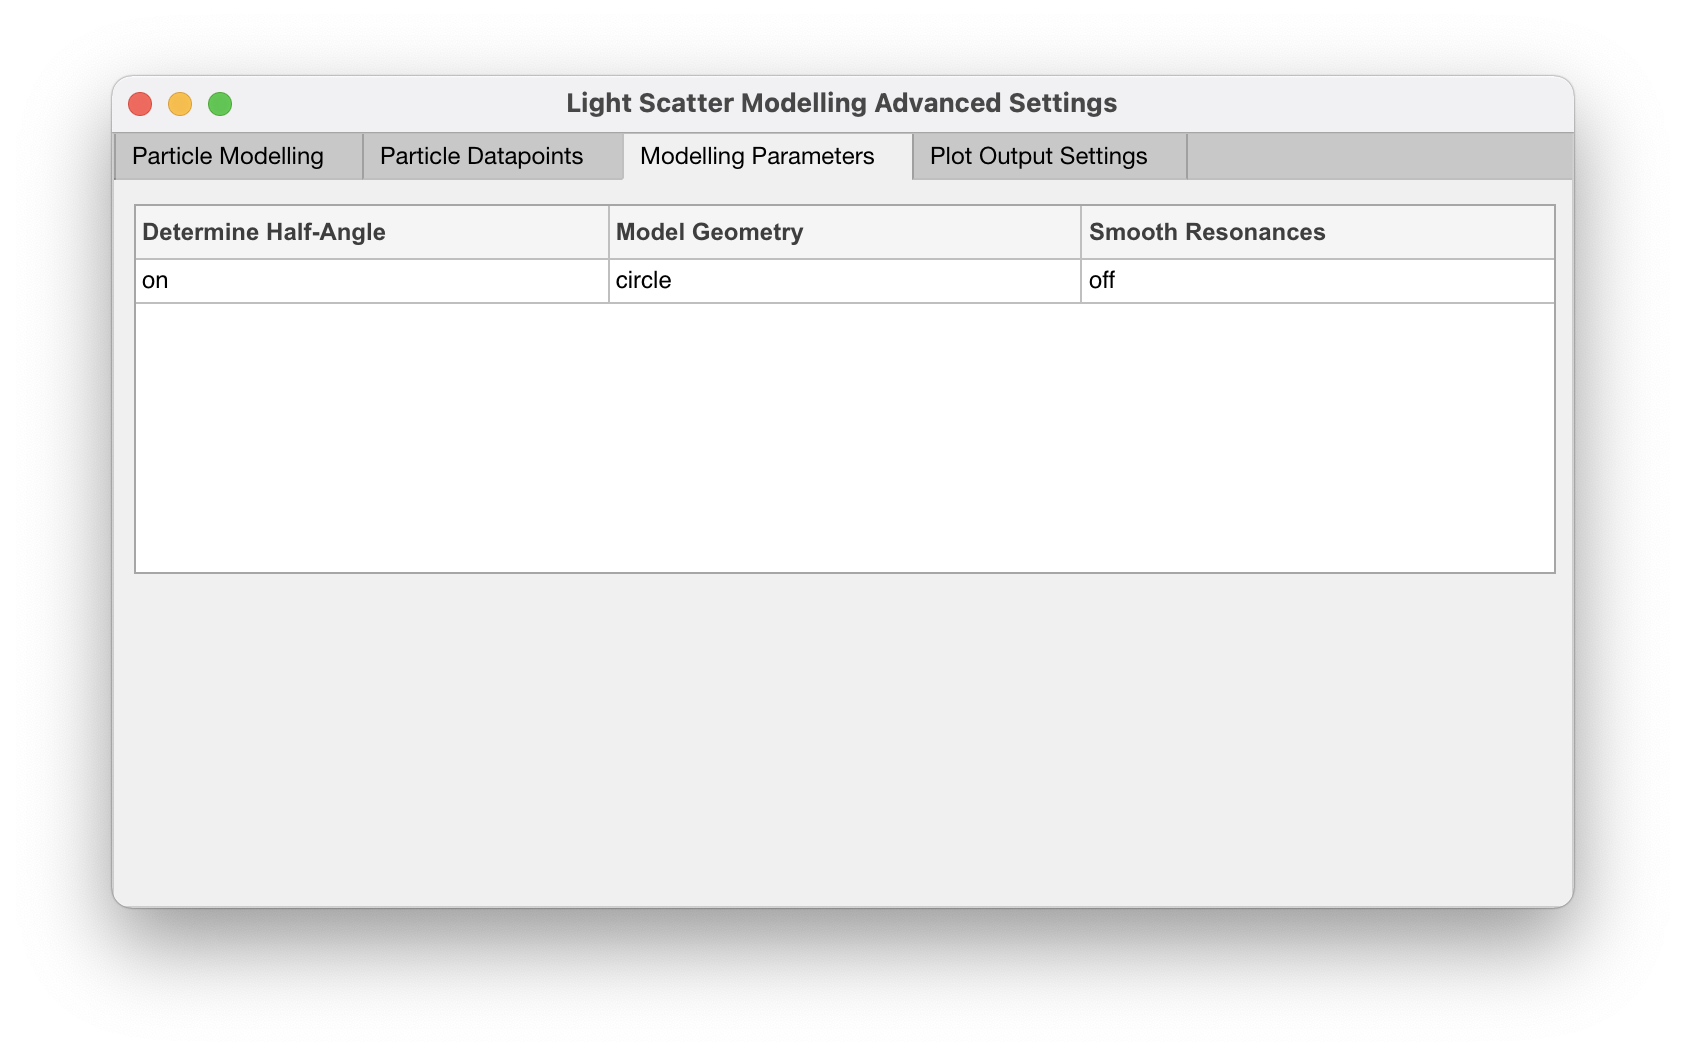 Light Scatter Modelling Advanced Settings
Particle Modelling Particle Datapoints Modelling Parameters Plot Output Settings
Determine Half-Angle Model Geometry Smooth Resonances
on circle off